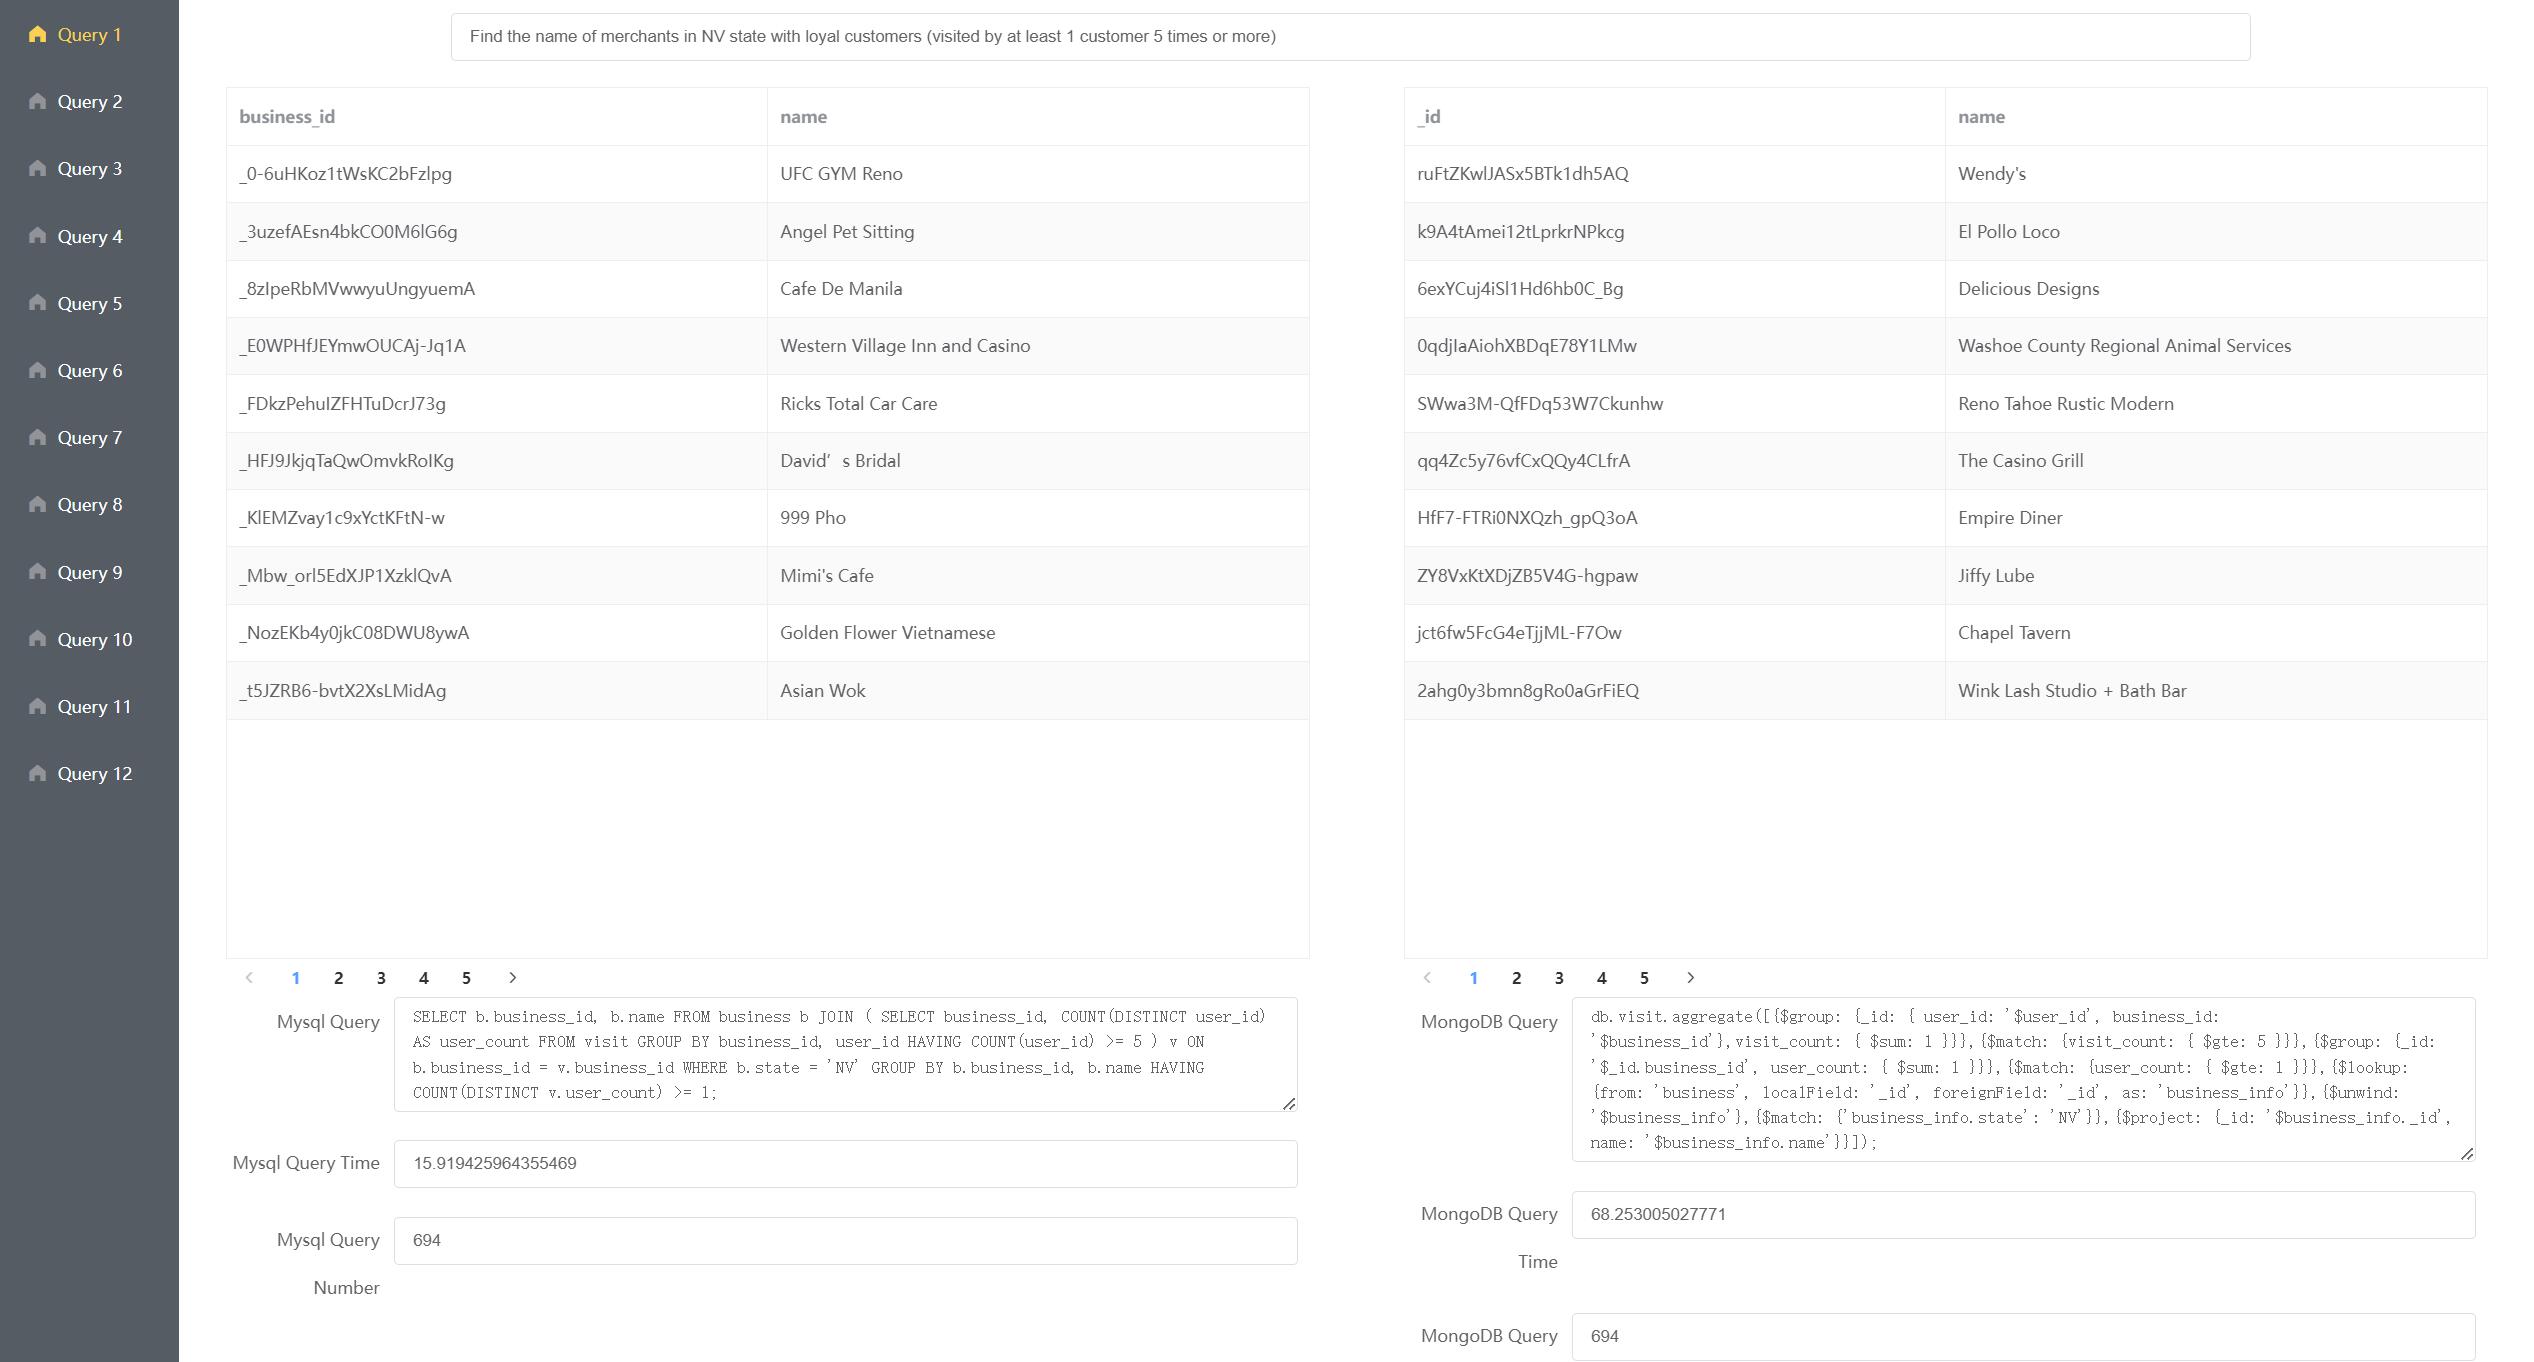 Query 1
Query 2
Query 3
Query 4
Query 5
Query 6
Query 7
Query 8
Query 9
Query 10
Query 11
Query 12
Find the name of merchants in NV state with loyal customers (visited by at least 1 customer 5 times or more)
business_id name
_0-6uHKoz1tWsKC2bFzlpg UFC GYM Reno
_3uzefAEsn4bkCO0M6lG6g Angel Pet Sitting
_8zIpeRbMVwwyuUngyuemA Cafe De Manila
_E0WPHfJEYmwOUCAj-Jq1A Western Village Inn and Casino
_FDkzPehuIZFHTuDcrJ73g Ricks Total Car Care
_HFJ9JkjqTaQwOmvkRoIKg David’s Bridal
_KlEMZvay1c9xYctKFtN-w 999 Pho
_Mbw_orl5EdXJP1XzklQvA Mimi's Cafe
_NozEKb4y0jkC08DWU8ywA Golden Flower Vietnamese
_t5JZRB6-bvtX2XsLMidAg Asian Wok
1 2 3 4 5
Mysql Query
SELECT b.business_id, b.name FROM business b JOIN ( SELECT business_id, COUNT(DISTINCT user_id)
AS user_count FROM visit GROUP BY business_id, user_id HAVING COUNT(user_id) >= 5 ) v ON
b.business_id = v.business_id WHERE b.state = 'NV' GROUP BY b.business_id, b.name HAVING
COUNT(DISTINCT v.user_count) >= 1;
Mysql Query Time 15.919425964355469
Mysql Query 694
Number
_id name
ruFtZKwlJASx5BTk1dh5AQ Wendy's
k9A4tAmei12tLprkrNPkcg El Pollo Loco
6exYCuj4iSl1Hd6hb0C_Bg Delicious Designs
0qdjIaAiohXBDqE78Y1LMw Washoe County Regional Animal Services
SWwa3M-QfFDq53W7Ckunhw Reno Tahoe Rustic Modern
qq4Zc5y76vfCxQQy4CLfrA The Casino Grill
HfF7-FTRi0NXQzh_gpQ3oA Empire Diner
ZY8VxKtXDjZB5V4G-hgpaw Jiffy Lube
jct6fw5FcG4eTjjML-F7Ow Chapel Tavern
2ahg0y3bmn8gRo0aGrFiEQ Wink Lash Studio + Bath Bar
1 2 3 4 5
MongoDB Query
db.visit.aggregate([{$group: {_id: { user_id: '$user_id', business_id:
'$business_id'},visit_count: { $sum: 1 }}},{$match: {visit_count: { $gte: 5 }}},{$group: {_id:
'$_id.business_id', user_count: { $sum: 1 }}},{$match: {user_count: { $gte: 1 }}},{$lookup:
{from: 'business', localField: '_id', foreignField: '_id', as: 'business_info'}},{$unwind:
'$business_info'},{$match: {'business_info.state': 'NV'}},{$project: {_id: '$business_info._id',
name: '$business_info.name'}}]);
MongoDB Query 68.253005027771
Time
MongoDB Query 694